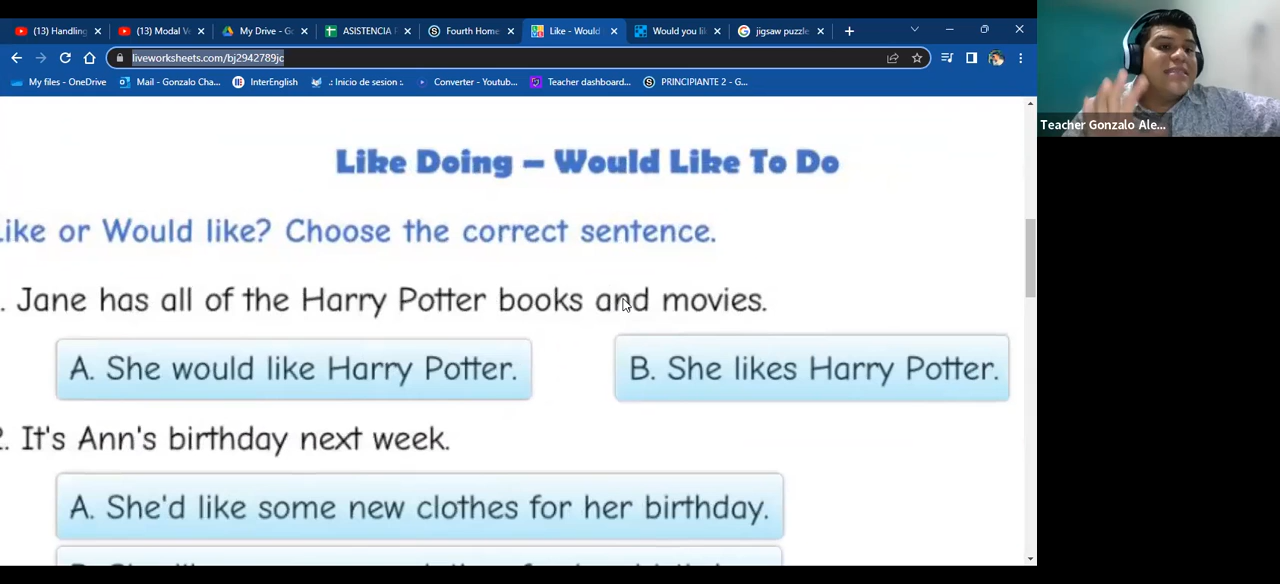 (13) Handling
(13) Modal Ve
My Drive - Go
ASISTENCIA
Fourth Home
Like - Would
Would you li
jigsaw puzzle
liveworksheets.com/bj2942789jc
My files - OneDrive
Mail - Gonzalo Cha...
InterEnglish
.: Inicio de sesion :.
Converter - Youtub...
Teacher dashboard...
PRINCIPIANTE 2 - G...
Teacher Gonzalo Ale...
Like Doing – Would Like To Do
Like or Would like? Choose the correct sentence.
. Jane has all of the Harry Potter books and movies.
A. She would like Harry Potter.
B. She likes Harry Potter.
2. It's Ann's birthday next week.
A. She'd like some new clothes for her birthday.